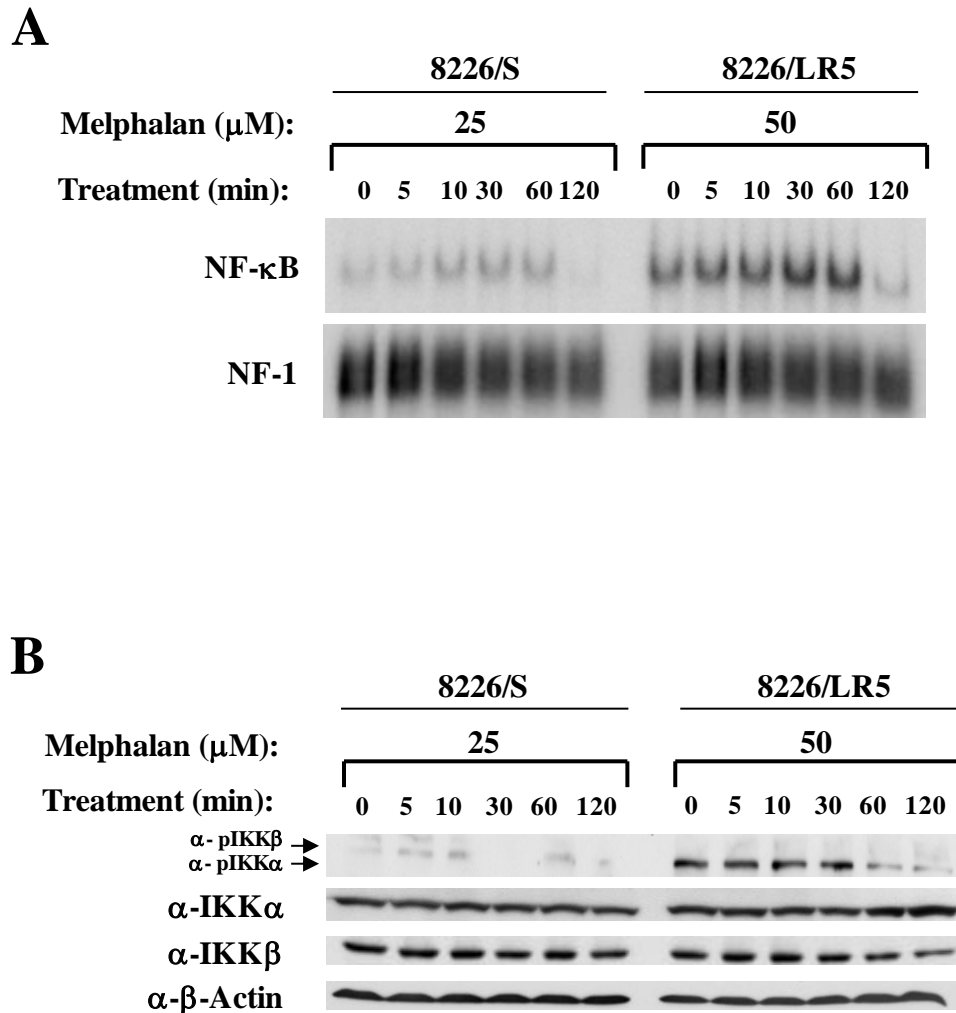 A
8226/S 8226/LR5
Melphalan (μM): 25 50
Treatment (min): 0 5 10 30 60 120 0 5 10 30 60 120
NF-κB
NF-1
B
8226/S 8226/LR5
Melphalan (μM): 25 50
Treatment (min): 0 5 10 30 60 120 0 5 10 30 60 120
α- pIKKβ
α- pIKKα
α-IKKα
α-IKKβ
α-β-Actin